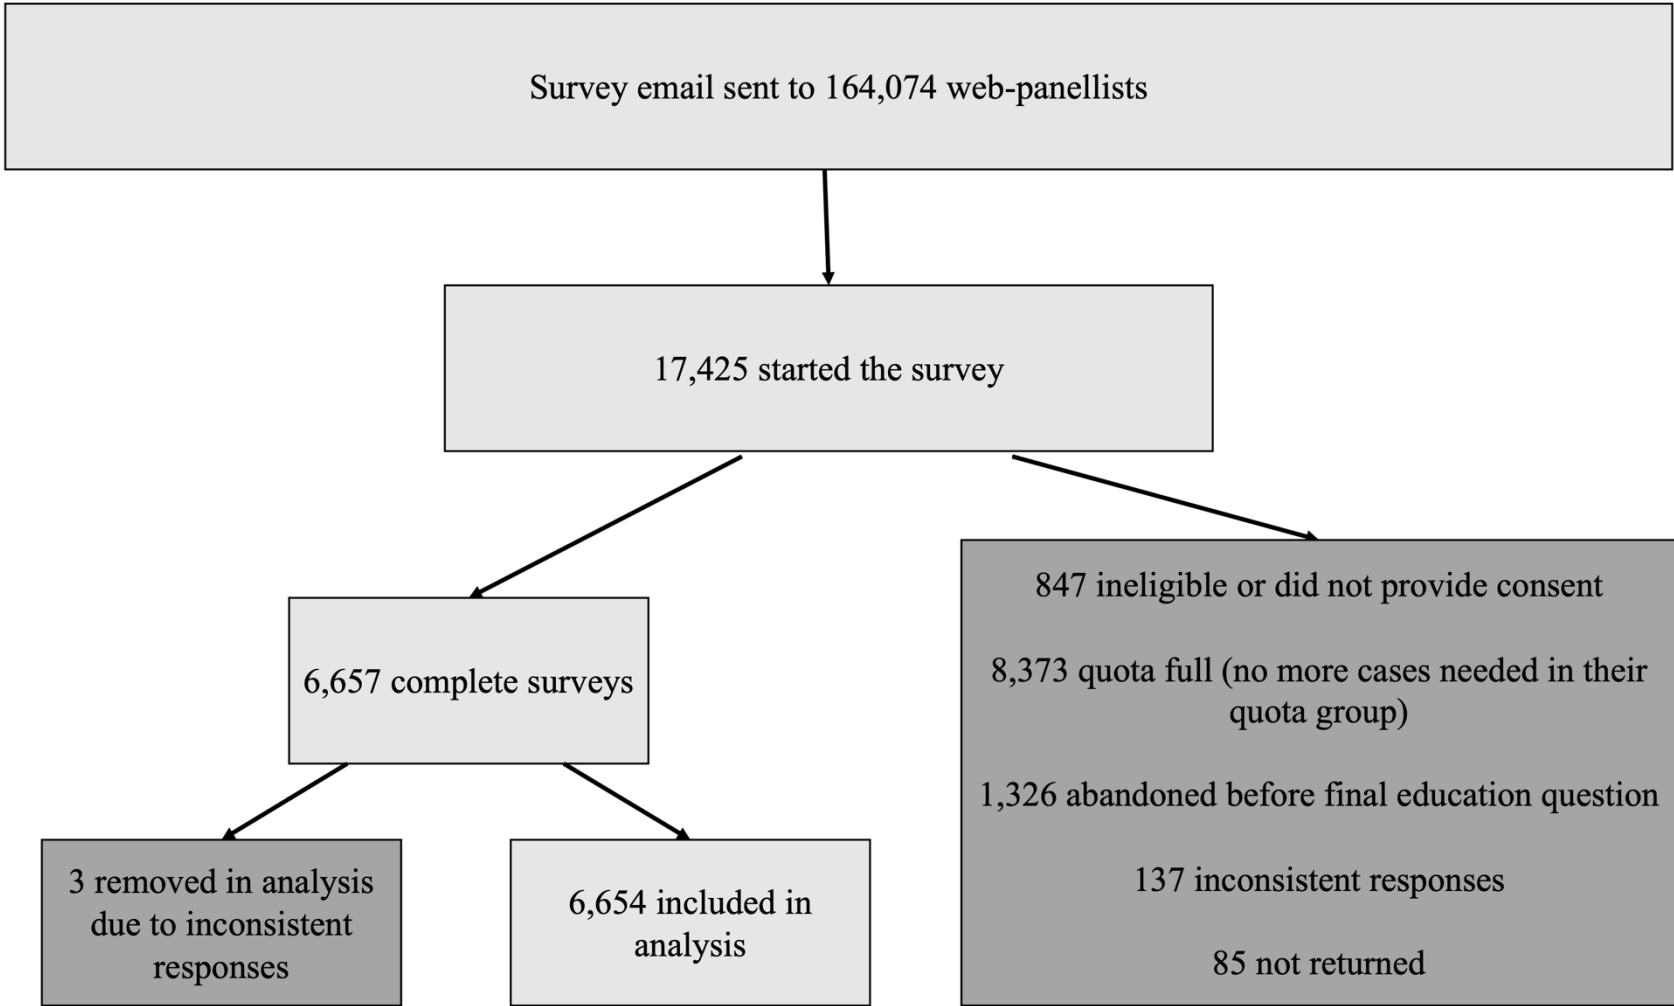 Survey email sent to 164,074 web-panellists
17,425 started the survey
6,657 complete surveys
847 ineligible or did not provide consent
8,373 quota full (no more cases needed in their
quota group)
1,326 abandoned before final education question
137 inconsistent responses
85 not returned
3 removed in analysis
due to inconsistent
responses
6,654 included in
analysis